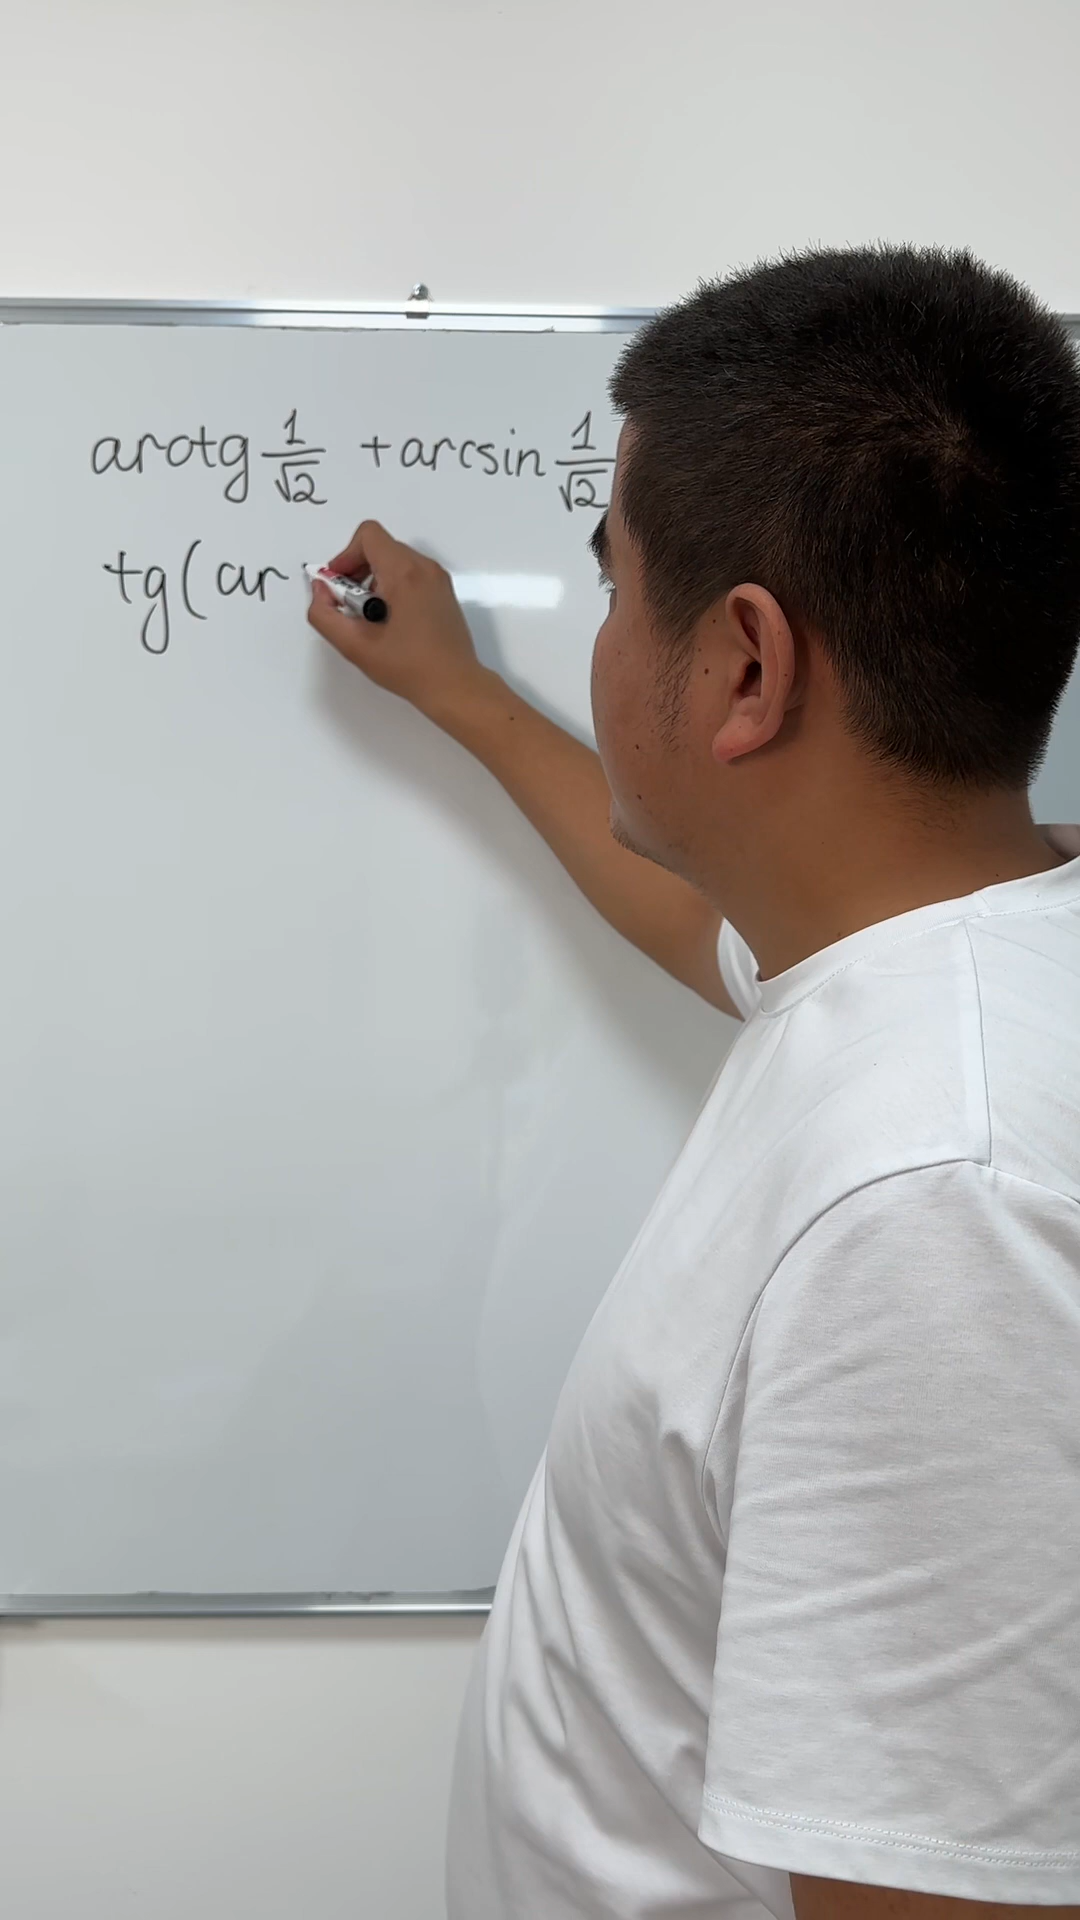 arctg 1/√2 + arcsin 1/√2
tg(ar